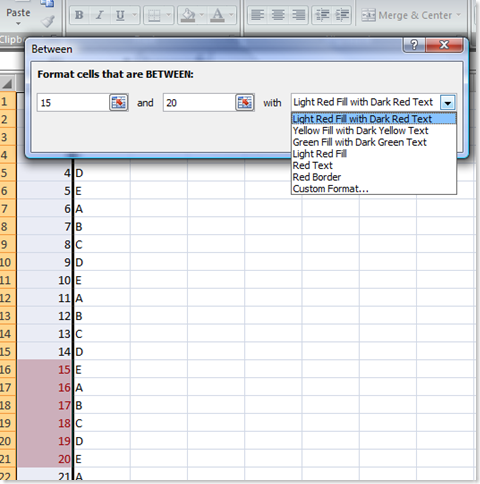 Paste
B I U
Merge & Center
Clipb
Between
Format cells that are BETWEEN:
15 and 20 with Light Red Fill with Dark Red Text
Light Red Fill with Dark Red Text
Yellow Fill with Dark Yellow Text
Green Fill with Dark Green Text
Light Red Fill
Red Text
Red Border
Custom Format...
1
2
5 4 D
6 5 E
7 6 A
8 7 B
9 8 C
10 9 D
11 10 E
12 11 A
13 12 B
14 13 C
15 14 D
16 15 E
17 16 A
18 17 B
19 18 C
20 19 D
21 20 E
22 21 A